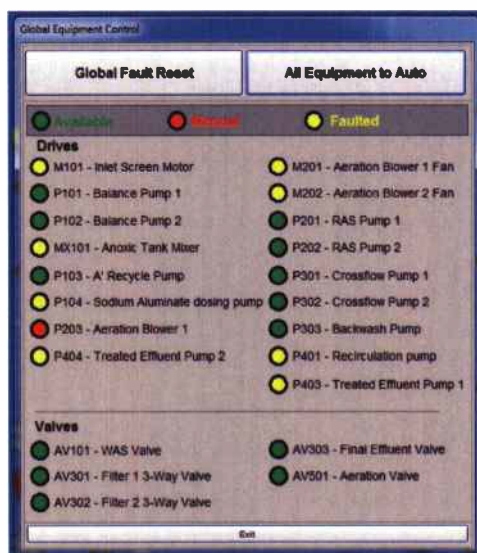 Global Equipment Control
Global Fault Reset
All Equipment to Auto
Available
Manual
Faulted
Drives
M101 - Inlet Screen Motor
P101 - Balance Pump 1
P102 - Balance Pump 2
MX101 - Anoxic Tank Mixer
P103 - A' Recycle Pump
P104 - Sodium Aluminate dosing pump
P203 - Aeration Blower 1
P404 - Treated Effluent Pump 2
M201 - Aeration Blower 1 Fan
M202 - Aeration Blower 2 Fan
P201 - RAS Pump 1
P202 - RAS Pump 2
P301 - Crossflow Pump 1
P302 - Crossflow Pump 2
P303 - Backwash Pump
P401 - Recirculation pump
P403 - Treated Effluent Pump 1
Valves
AV101 - WAS Valve
AV301 - Filter 1 3-Way Valve
AV302 - Filter 2 3-Way Valve
AV303 - Final Effluent Valve
AV501 - Aeration Valve
Exit